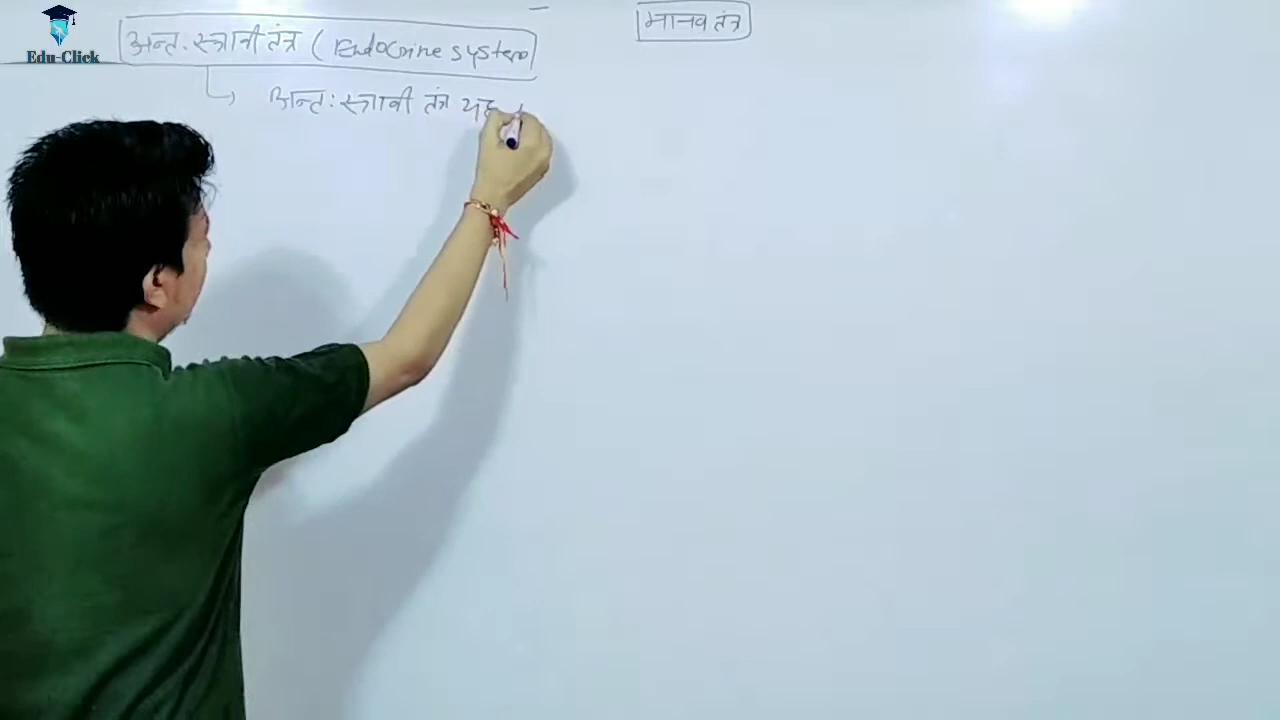 Edu-Click
मानव तंत्र
अन्त: स्त्रावी तंत्र ( Endocrine system
अन्त: स्त्रावी तंत्र यह